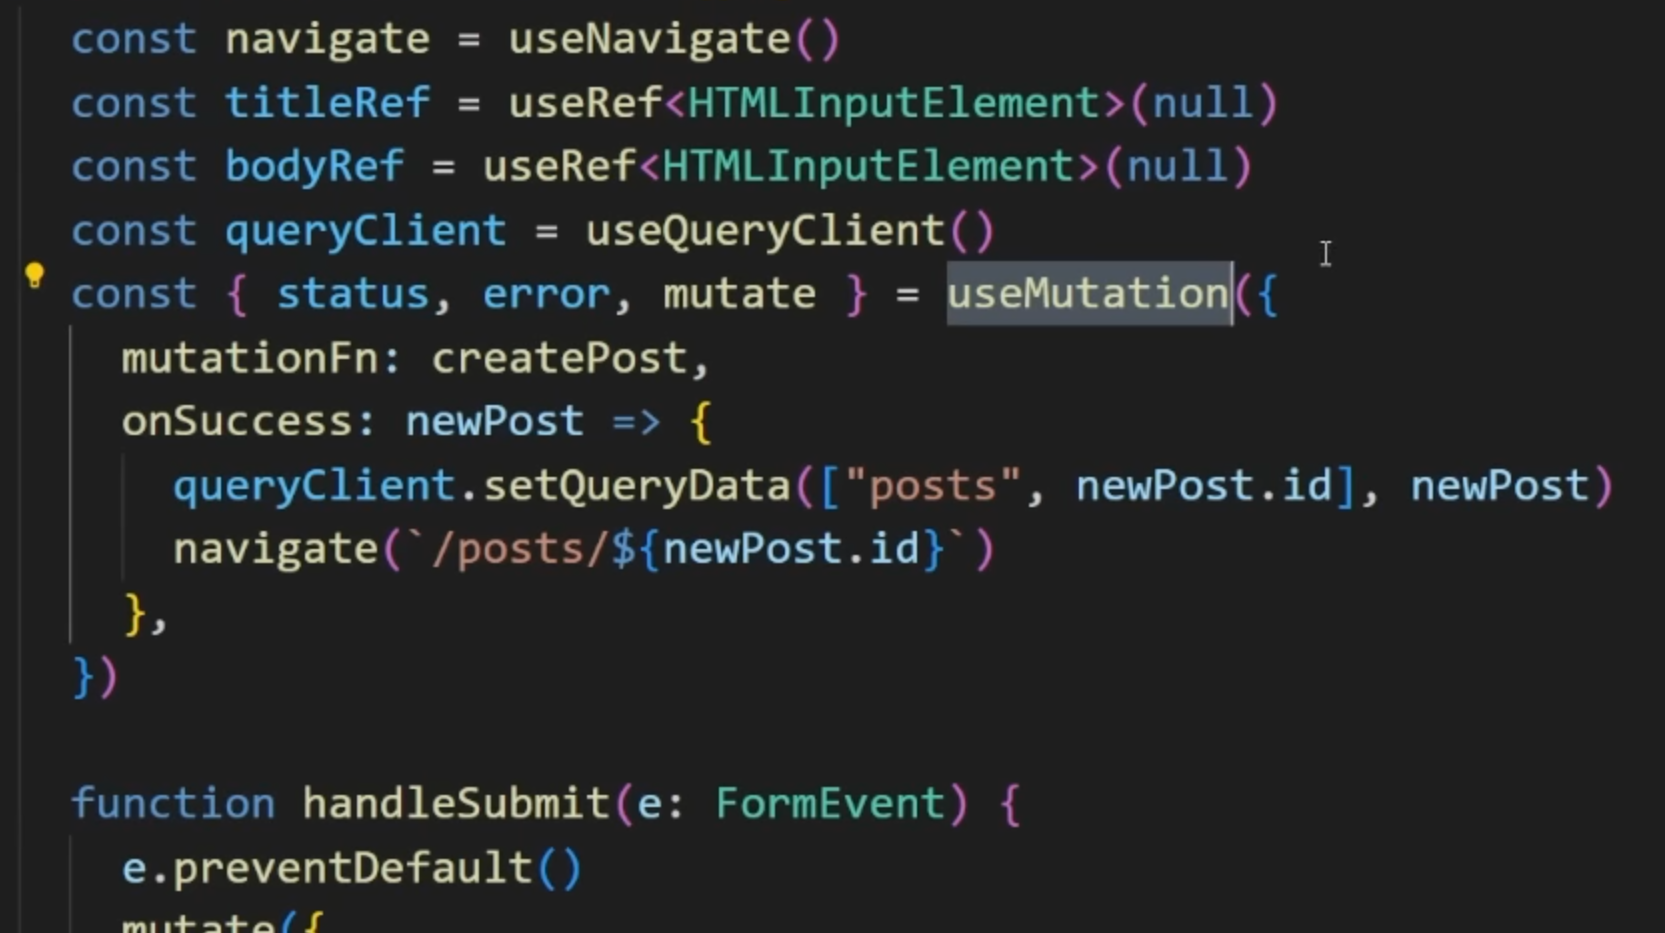 const navigate = useNavigate()
const titleRef = useRef<HTMLInputElement>(null)
const bodyRef = useRef<HTMLInputElement>(null)
const queryClient = useQueryClient()
const { status, error, mutate } = useMutation({
mutationFn: createPost,
onSuccess: newPost => {
queryClient.setQueryData(["posts", newPost.id], newPost)
navigate(`/posts/${newPost.id}`)
},
})
function handleSubmit(e: FormEvent) {
e.preventDefault()
mutate({